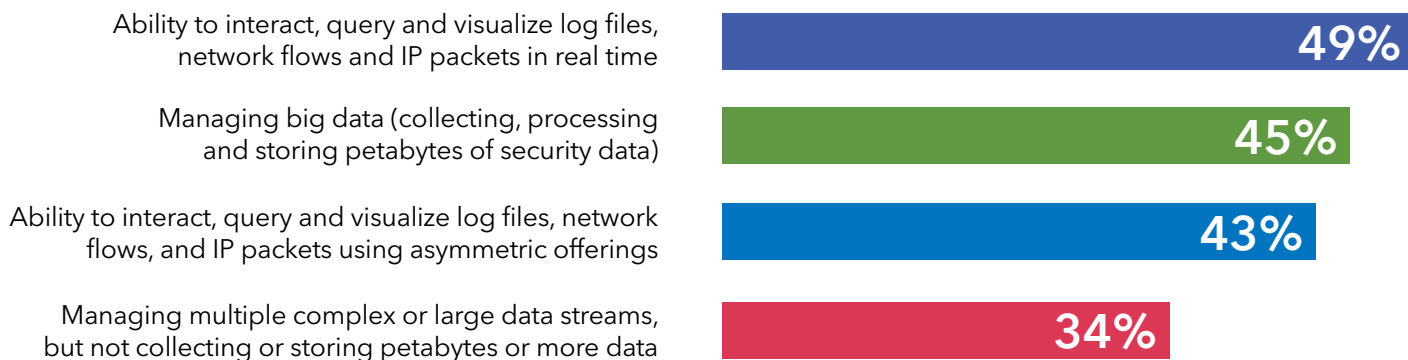 Ability to interact, query and visualize log files,
network flows and IP packets in real time
49%
Managing big data (collecting, processing
and storing petabytes of security data)
45%
Ability to interact, query and visualize log files, network
flows, and IP packets using asymmetric offerings
43%
Managing multiple complex or large data streams,
but not collecting or storing petabytes or more data
34%